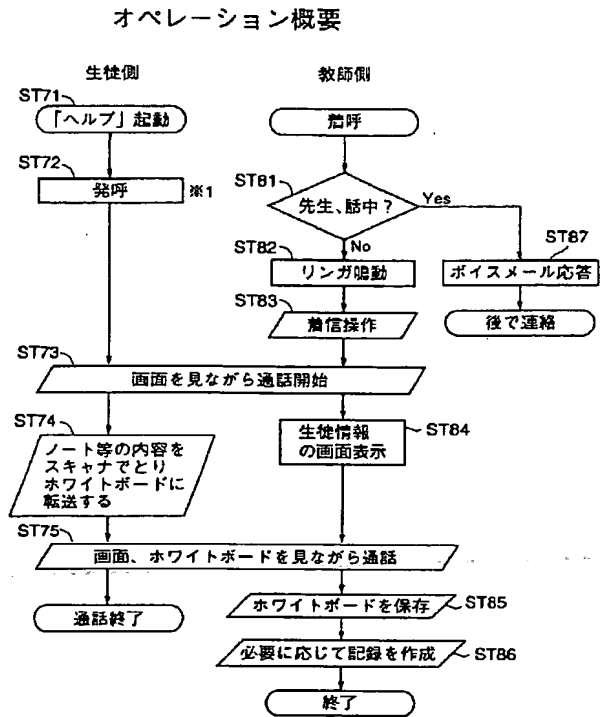 オペレーション概要
生徒側
教師側
ST71
「ヘルプ」起動
着呼
ST72
発呼
※1
ST81
先生、話中?
Yes
No
ST82
リンガ鳴動
ST87
ボイスメール応答
ST83
着信操作
後で連絡
ST73
画面を見ながら通話開始
ST74
ノート等の内容を
スキャナでとり
ホワイトボードに
転送する
生徒情報
の画面表示
ST84
ST75
画面、ホワイトボードを見ながら通話
通話終了
ホワイトボードを保存
ST85
必要に応じて記録を作成
ST86
終了